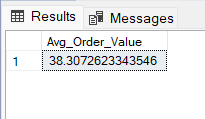 Results Messages
Avg_Order_Value
1 38.3072623343546